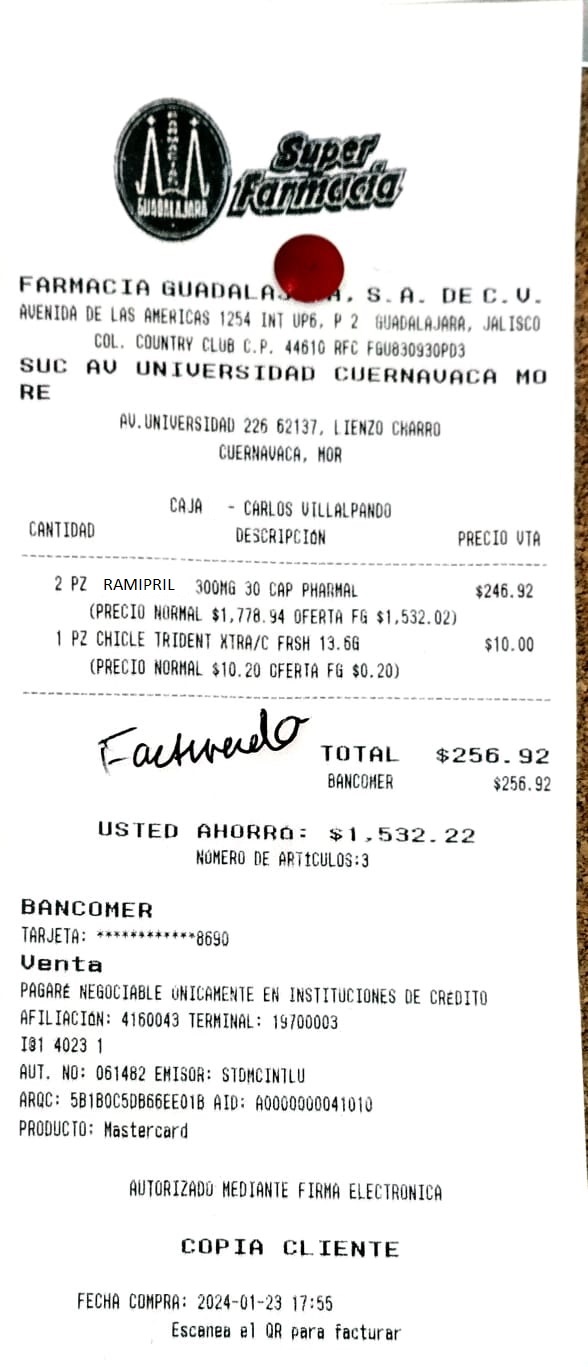 FARMACIAS
GUADALAJARA
Super
Farmacia
FARMACIA GUADALA A, S.A. DE C.V.
AVENIDA DE LAS AMERICAS 1254 INT UP6, P 2 GUADALAJARA, JALISCO
COL. COUNTRY CLUB C.P. 44610 RFC FGU830930PD3
SUC AV UNIVERSIDAD CUERNAVACA MO
RE
AV.UNIVERSIDAD 226 62137, LIENZO CHARRO
CUERNAVACA, MOR
CAJA - CARLOS VILLALPANDO
CANTIDAD DESCRIPCIÓN PRECIO VTA
2 PZ RAMIPRIL 300MG 30 CAP PHARMAL $246.92
(PRECIO NORMAL $1,778.94 OFERTA FG $1,532.02)
1 PZ CHICLE TRIDENT XTRA/C FRSH 13.6G $10.00
(PRECIO NORMAL $10.20 OFERTA FG $0.20)
Facturado
TOTAL $256.92
BANCOMER $256.92
USTED AHORRÓ: $1,532.22
NÚMERO DE ARTÍCULOS:3
BANCOMER
TARJETA: ************8690
Venta
PAGARÉ NEGOCIABLE ÚNICAMENTE EN INSTITUCIONES DE CRÉDITO
AFILIACIÓN: 4160043 TERMINAL: 19700003
I@1 4023 1
AUT. NO: 061482 EMISOR: STDMCINTLU
ARQC: 5B1B0C5DB66EE01B AID: A0000000041010
PRODUCTO: Mastercard
AUTORIZADO MEDIANTE FIRMA ELECTRONICA
COPIA CLIENTE
FECHA COMPRA: 2024-01-23 17:55
Escanea el QR para facturar